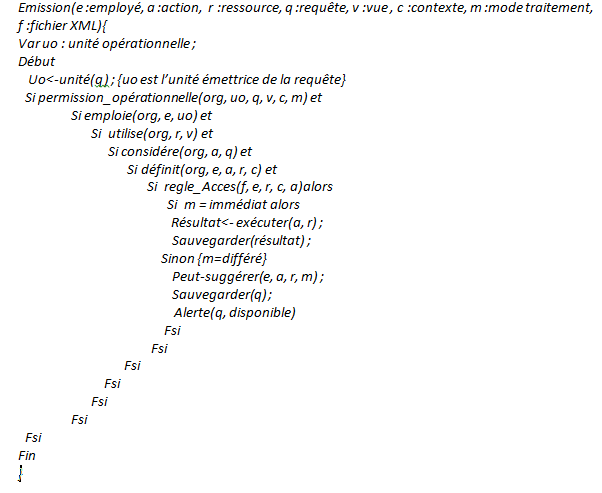 Emission(e :employé, a :action, r :ressource, q :requête, v :vue , c :contexte, m :mode traitement,
f :fichier XML){
Var uo : unité opérationnelle ;
Début
Uo<-unité(q) ; {uo est l’unité émettrice de la requête}
Si permission_opérationnelle(org, uo, q, v, c, m) et
Si emploie(org, e, uo) et
Si utilise(org, r, v) et
Si considére(org, a, q) et
Si définit(org, e, a, r, c) et
Si regle_Acces(f, e, r, c, a)alors
Si m = immédiat alors
Résultat<- exécuter(a, r) ;
Sauvegarder(résultat) ;
Sinon {m=différé}
Peut-suggérer(e, a, r, m) ;
Sauvegarder(q) ;
Alerte(q, disponible)
Fsi
Fsi
Fsi
Fsi
Fsi
Fsi
Fsi
Fin
}